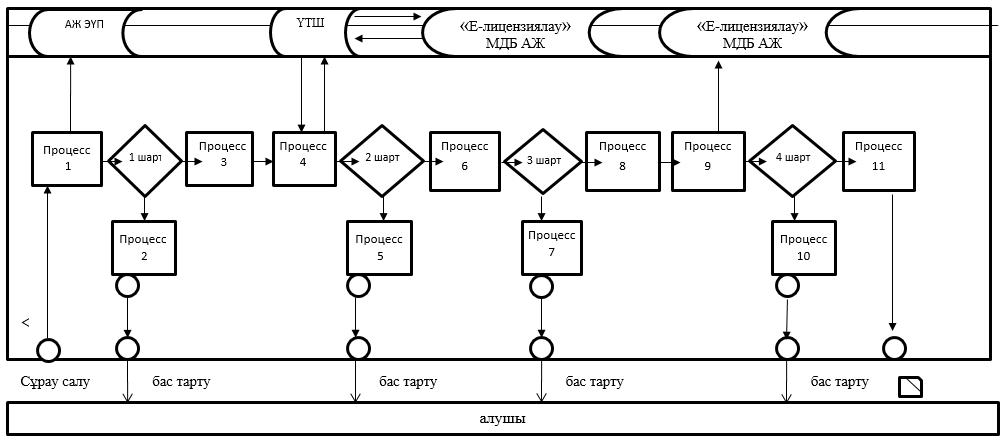 АЖ ЭҮП
ҮТШ
«Е-лицензиялау»
МДБ АЖ
«Е-лицензиялау»
МДБ АЖ
Процесс
1
1 шарт
Процесс
3
Процесс
4
2 шарт
Процесс
6
3 шарт
Процесс
8
Процесс
9
4 шарт
Процесс
11
Процесс
2
Процесс
5
Процесс
7
Процесс
10
<
Сұрау салу
бас тарту
бас тарту
бас тарту
бас тарту
алушы